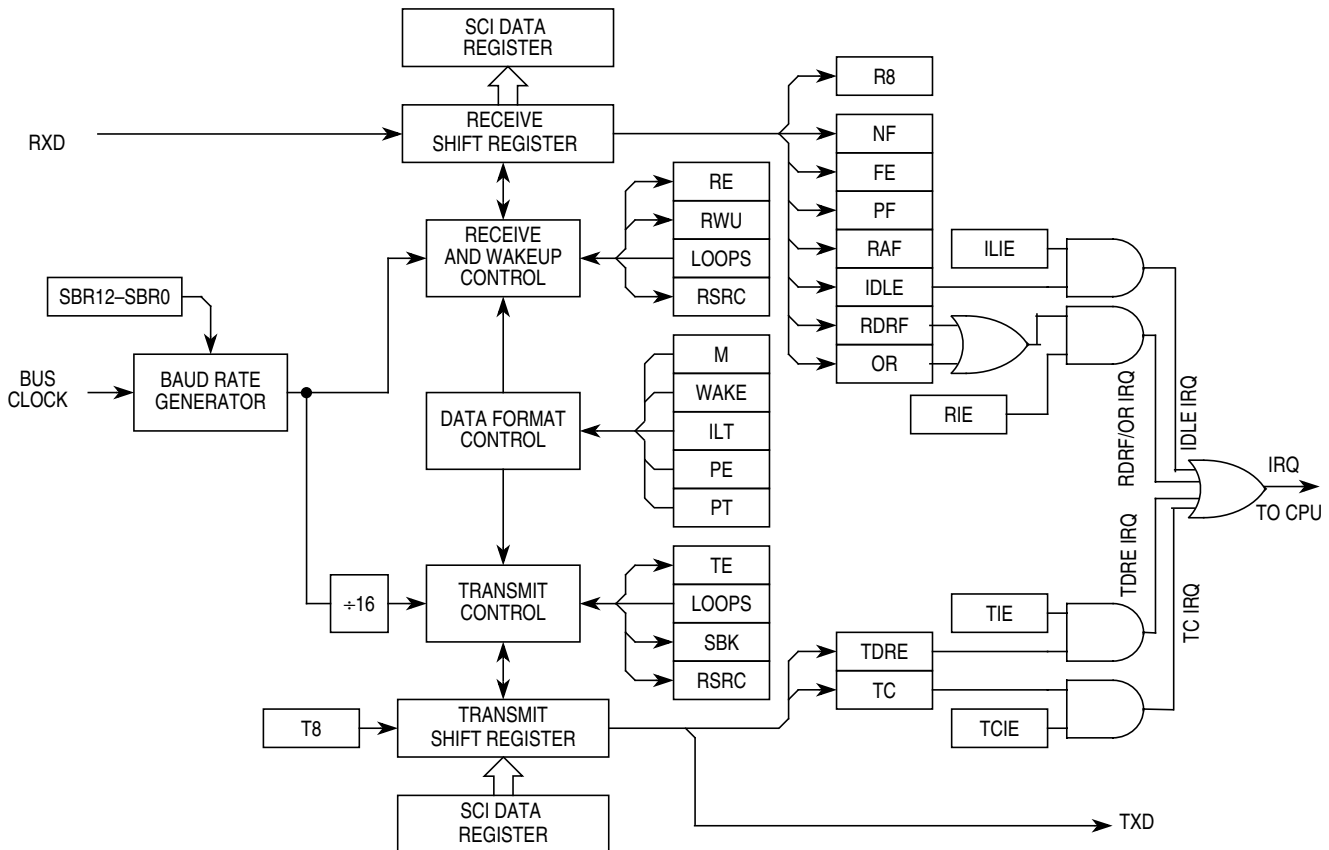 SCI DATA
REGISTER
R8
RXD
RECEIVE
SHIFT REGISTER
NF
FE
PF
RAF
IDLE
RDRF
OR
RE
RWU
LOOPS
RSRC
RECEIVE
AND WAKEUP
CONTROL
ILIE
SBR12–SBR0
BUS
CLOCK
BAUD RATE
GENERATOR
DATA FORMAT
CONTROL
M
WAKE
ILT
PE
PT
RIE
RDRF/OR IRQ
IDLE IRQ
IRQ
TO CPU
TDRE IRQ
TC IRQ
÷16
TRANSMIT
CONTROL
TE
LOOPS
SBK
RSRC
TIE
TDRE
TC
TCIE
T8
TRANSMIT
SHIFT REGISTER
SCI DATA
REGISTER
TXD